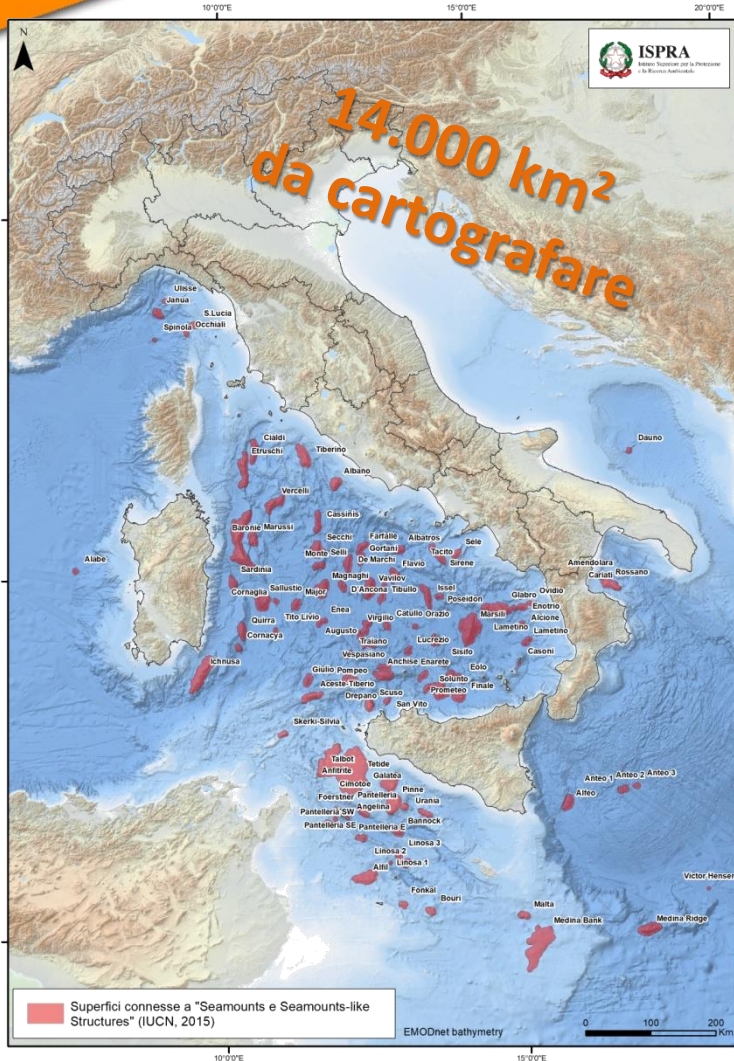 10°0'0"E
15°0'0"E
20°0'0"E
N
ISPRA
Istituto Superiore per la Protezione
e la Ricerca Ambientale
14.000 km²
da cartografare
Ulisse
Janua
S.Lucia
Spinola
Occhiali
Dauno
Cialdi
Etruschi
Tiberino
Albano
Vercelli
Cassinis
Baronie
Marussi
Secchi
Farfalle
Albatros
Sele
Gortani
Monte
Selli
Tacito
De Marchi
Flavio
Sirene
Alabe
Amendolara
Cariati
Rossano
Sardinia
Magnaghi
Vavilov
Cornaglia
Sallustio
Major
D'Ancona
Tibullo
Issel
Glabro
Ovidio
Poseidon
Enotrio
Enea
Marsili
Alcione
Quirra
Tito Livio
Virgilio
Catullo
Orazio
Lametino
Lametino
Cornacya
Augusto
Traiano
Lucrezio
Casoni
Vespasiano
Sisifo
Ichnusa
Anchise
Enarete
Eolo
Giulio
Pompeo
Solunto
Aceste-Tiberio
Finale
Prometeo
Drepano
Scuso
San Vito
Skerki-Silvia
Talbot
Tetide
Anfitrite
Galatea
Cimotoe
Anteo 1
Anteo 2
Anteo 3
Pinne
Alfeo
Foerstner
Pantelleria
Urania
Pantelleria SW
Angelina
Bannock
Pantelleria SE
Pantelleria E
Linosa 3
Linosa 2
Linosa 1
Alfil
Victor Hensen
Fonkal
Bouri
Malta
Medina Bank
Medina Ridge
Superfici connesse a "Seamounts e Seamounts-like
Structures" (IUCN, 2015)
EMODnet bathymetry
0 100 200
Km
10°0'0"E
15°0'0"E